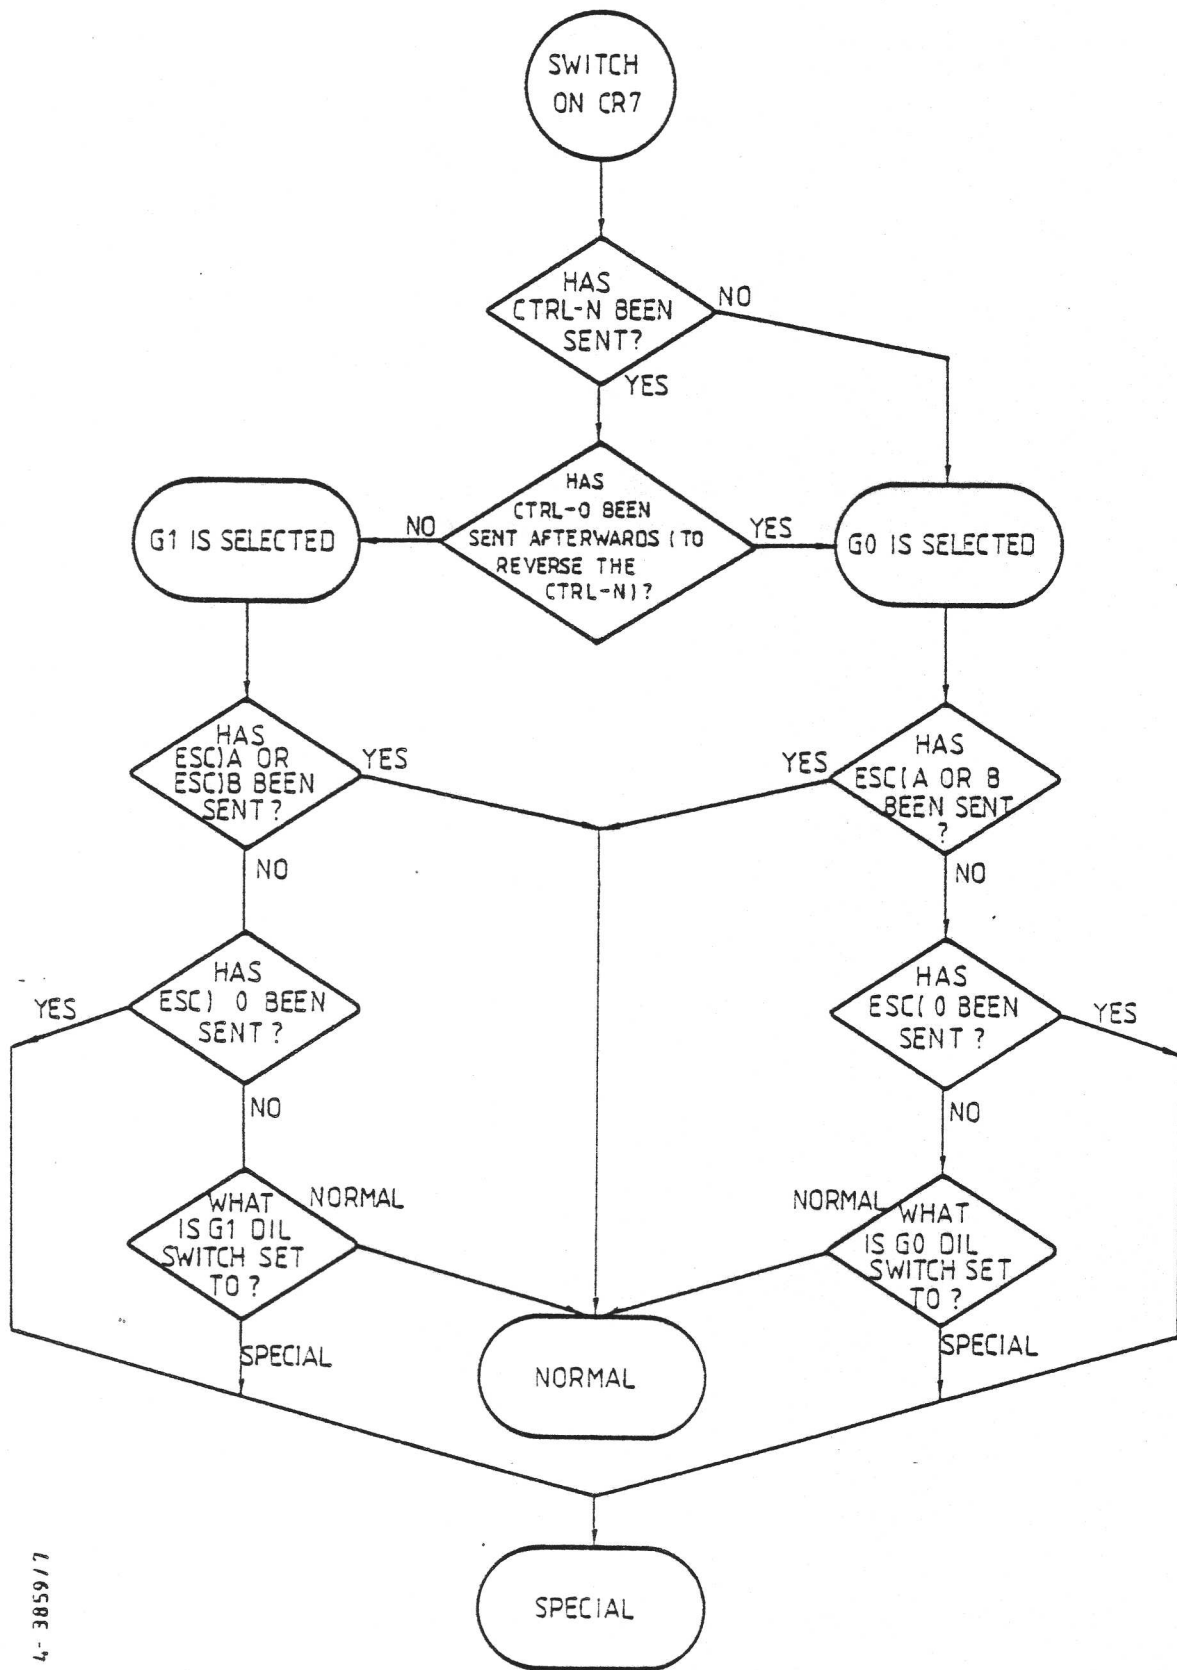 SWITCH
ON CR7
HAS
CTRL-N BEEN
SENT?
NO
YES
HAS
CTRL-O BEEN
SENT AFTERWARDS (TO
REVERSE THE
CTRL-N)?
NO
YES
G1 IS SELECTED
G0 IS SELECTED
HAS
ESC)A OR
ESC)B BEEN
SENT?
YES
NO
HAS
ESC(A OR B
BEEN SENT
?
YES
NO
HAS
ESC) 0 BEEN
SENT?
YES
NO
HAS
ESC( 0 BEEN
SENT?
YES
NO
WHAT
IS G1 DIL
SWITCH SET
TO?
NORMAL
SPECIAL
WHAT
IS G0 DIL
SWITCH SET
TO?
NORMAL
SPECIAL
NORMAL
SPECIAL
4-3859/7